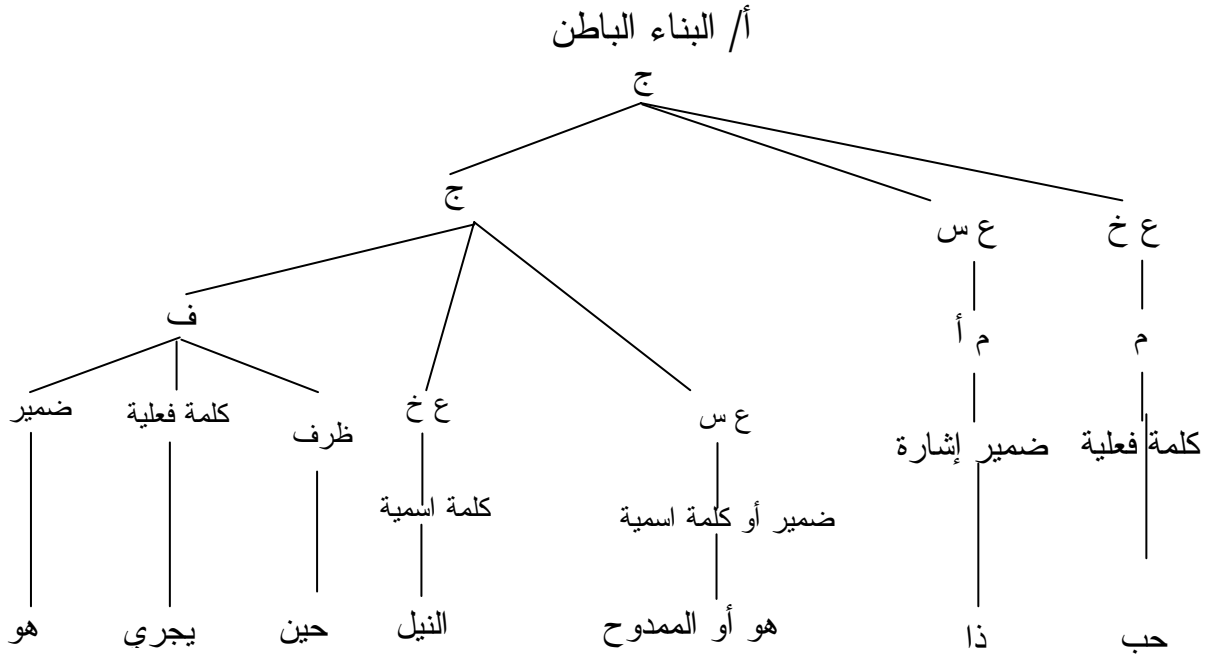 أ/ البناء الباطن
ج
ج
ع خ
ع س
ف
م
م أ
ع س
ع خ
كلمة فعلية
ضمير إشارة
ظرف
كلمة فعلية
ضمير
ضمير أو كلمة اسمية
كلمة اسمية
حب
ذا
هو أو الممدوح
النيل
حين
يجري
هو